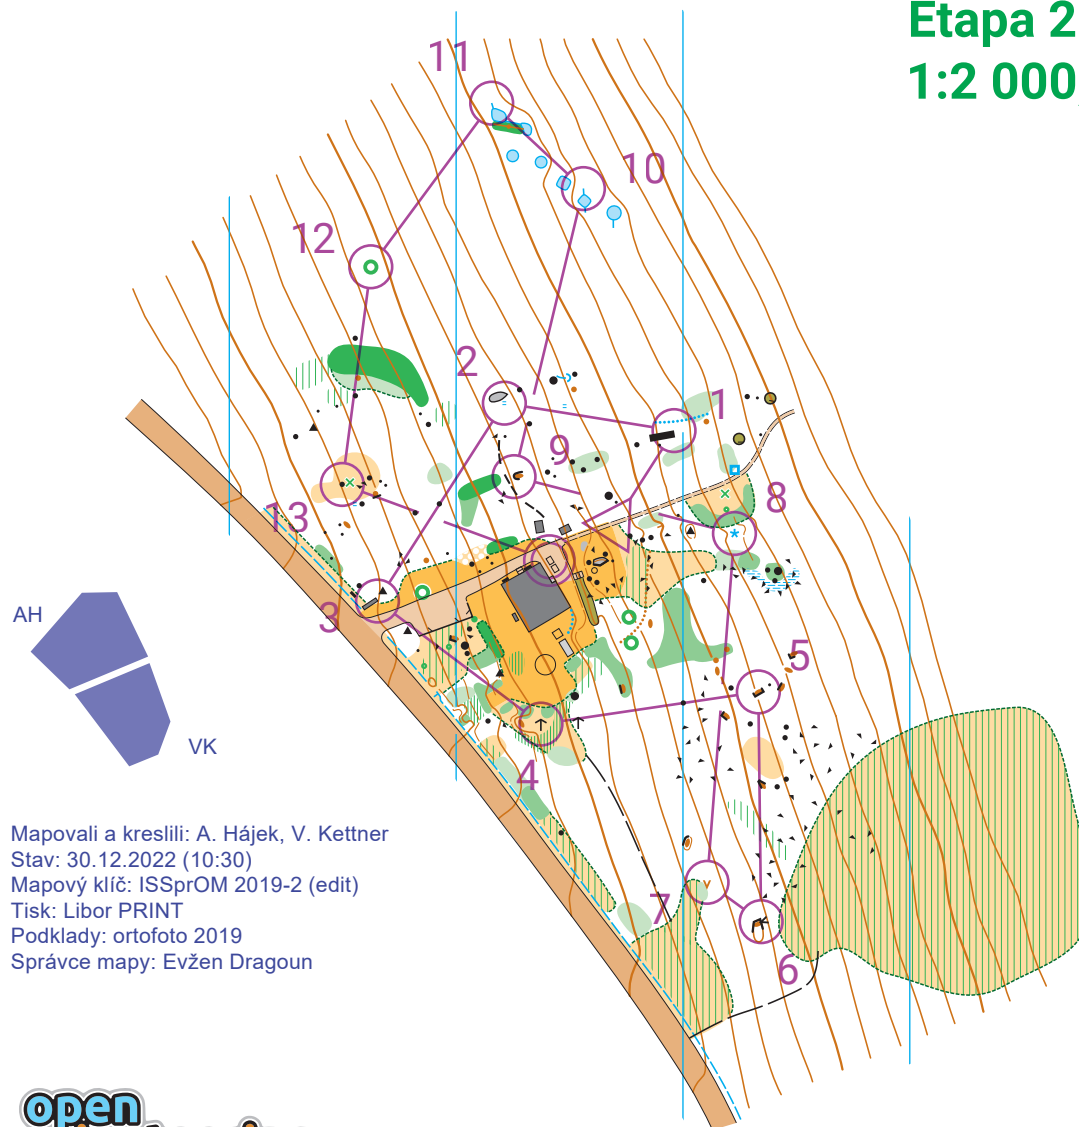 Etapa 2
1:2 000
11
10
12
2
1
9
8
13
3
5
4
7
6
AH
VK
Mapovali a kreslili: A. Hájek, V. Kettner
Stav: 30.12.2022 (10:30)
Mapový klíč: ISSprOM 2019-2 (edit)
Tisk: Libor PRINT
Podklady: ortofoto 2019
Správce mapy: Evžen Dragoun
open